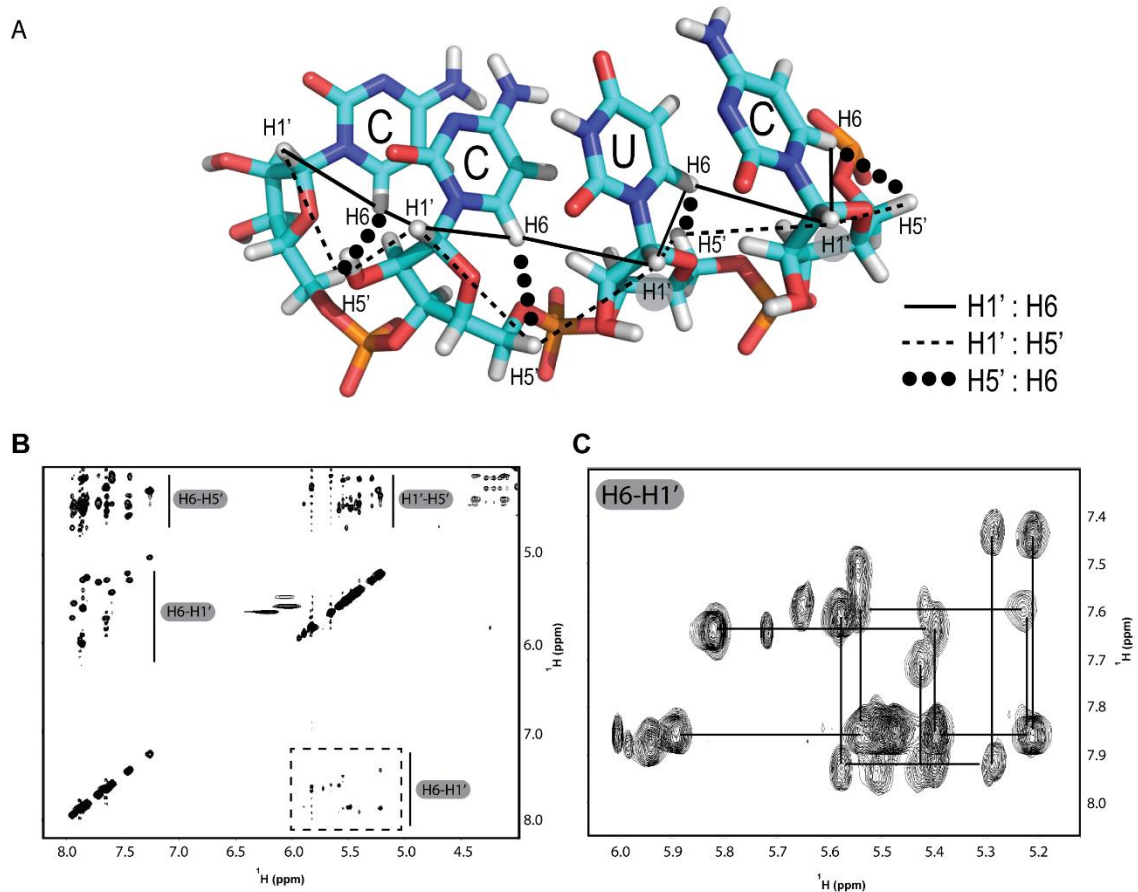 A
H1'
C
C
U
C
H6
H6
H1'
H6
H6
H5'
H5'
H1'
H5'
H1'
H5'
H1' : H6
H1' : H5'
H5' : H6
B
H6-H5'
H1'-H5'
H6-H1'
H6-H1'
5.0
6.0
7.0
8.0
¹H (ppm)
8.0 7.5 7.0 6.5 6.0 5.5 5.0 4.5
¹H (ppm)
C
H6-H1'
7.4
7.5
7.6
7.7
7.8
7.9
8.0
¹H (ppm)
6.0 5.9 5.8 5.7 5.6 5.5 5.4 5.3 5.2
¹H (ppm)